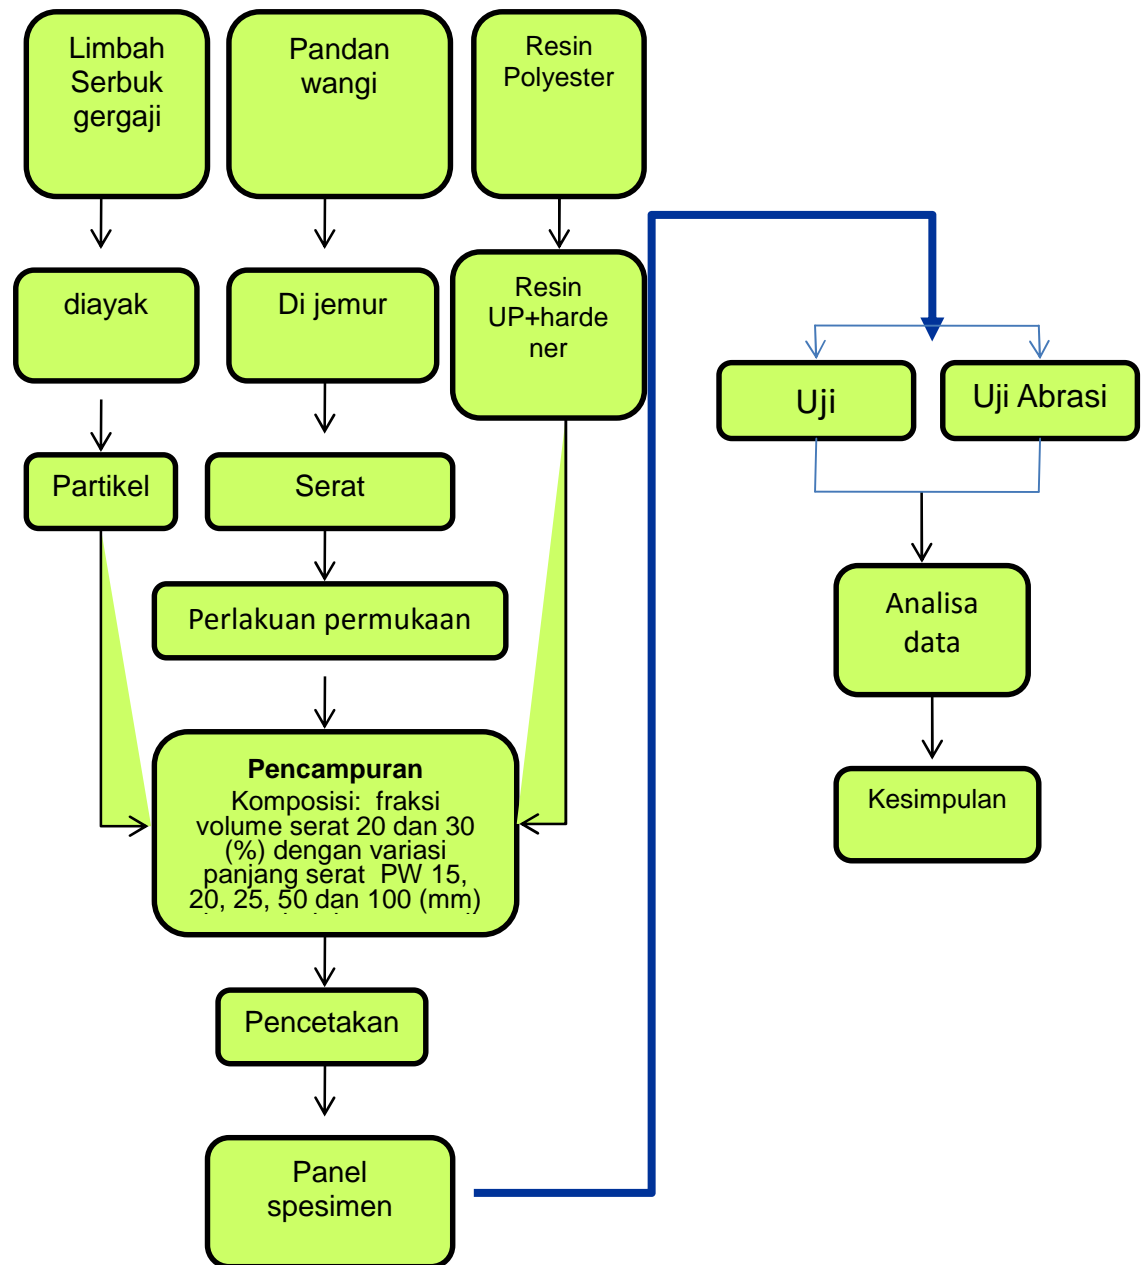 Limbah
Serbuk
gergaji
Pandan
wangi
Resin
Polyester
diayak
Di jemur
Resin
UP+harde
ner
Partikel
Serat
Perlakuan permukaan
Pencampuran
Komposisi: fraksi
volume serat 20 dan 30
(%) dengan variasi
panjang serat PW 15,
20, 25, 50 dan 100 (mm)
Pencetakan
Panel
spesimen
Uji
Uji Abrasi
Analisa
data
Kesimpulan